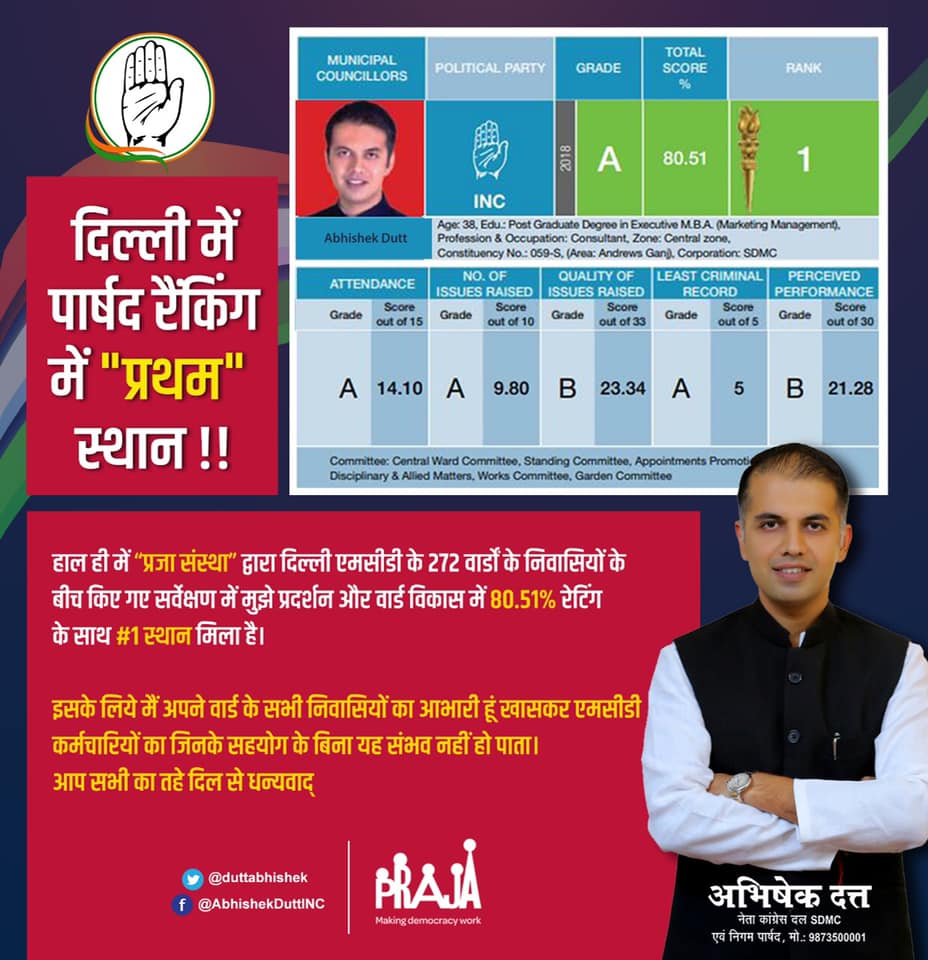 दिल्ली में
पार्षद रैंकिंग
में "प्रथम"
स्थान !!
MUNICIPAL COUNCILLORS
POLITICAL PARTY
GRADE
TOTAL SCORE %
RANK
INC
2018
A
80.51
1
Abhishek Dutt
Age: 38, Edu.: Post Graduate Degree in Executive M.B.A. (Marketing Management),
Profession & Occupation: Consultant, Zone: Central zone,
Constituency No.: 059-S, (Area: Andrews Ganj), Corporation: SDMC
ATTENDANCE
NO. OF ISSUES RAISED
QUALITY OF ISSUES RAISED
LEAST CRIMINAL RECORD
PERCEIVED PERFORMANCE
Grade Score out of 15 Grade Score out of 10 Grade Score out of 33 Grade Score out of 5 Grade Score out of 30
A 14.10 A 9.80 B 23.34 A 5 B 21.28
Committee: Central Ward Committee, Standing Committee, Appointments
Disciplinary & Allied Matters, Works Committee, Garden Committee
हाल ही में “प्रजा संस्था” द्वारा दिल्ली एमसीडी के 272 वार्डों के निवासियों के
बीच किए गए सर्वेक्षण में मुझे प्रदर्शन और वार्ड विकास में 80.51% रेटिंग
के साथ #1 स्थान मिला है।
इसके लिये मैं अपने वार्ड के सभी निवासियों का आभारी हूं खासकर एमसीडी
कर्मचारियों का जिनके सहयोग के बिना यह संभव नहीं हो पाता।
आप सभी का तहे दिल से धन्यवाद्
@duttabhishek
@AbhishekDuttINC
PRAJA
Making democracy work
अभिषेक दत्त
नेता कांग्रेस दल SDMC
एवं निगम पार्षद, मो.: 9873500001